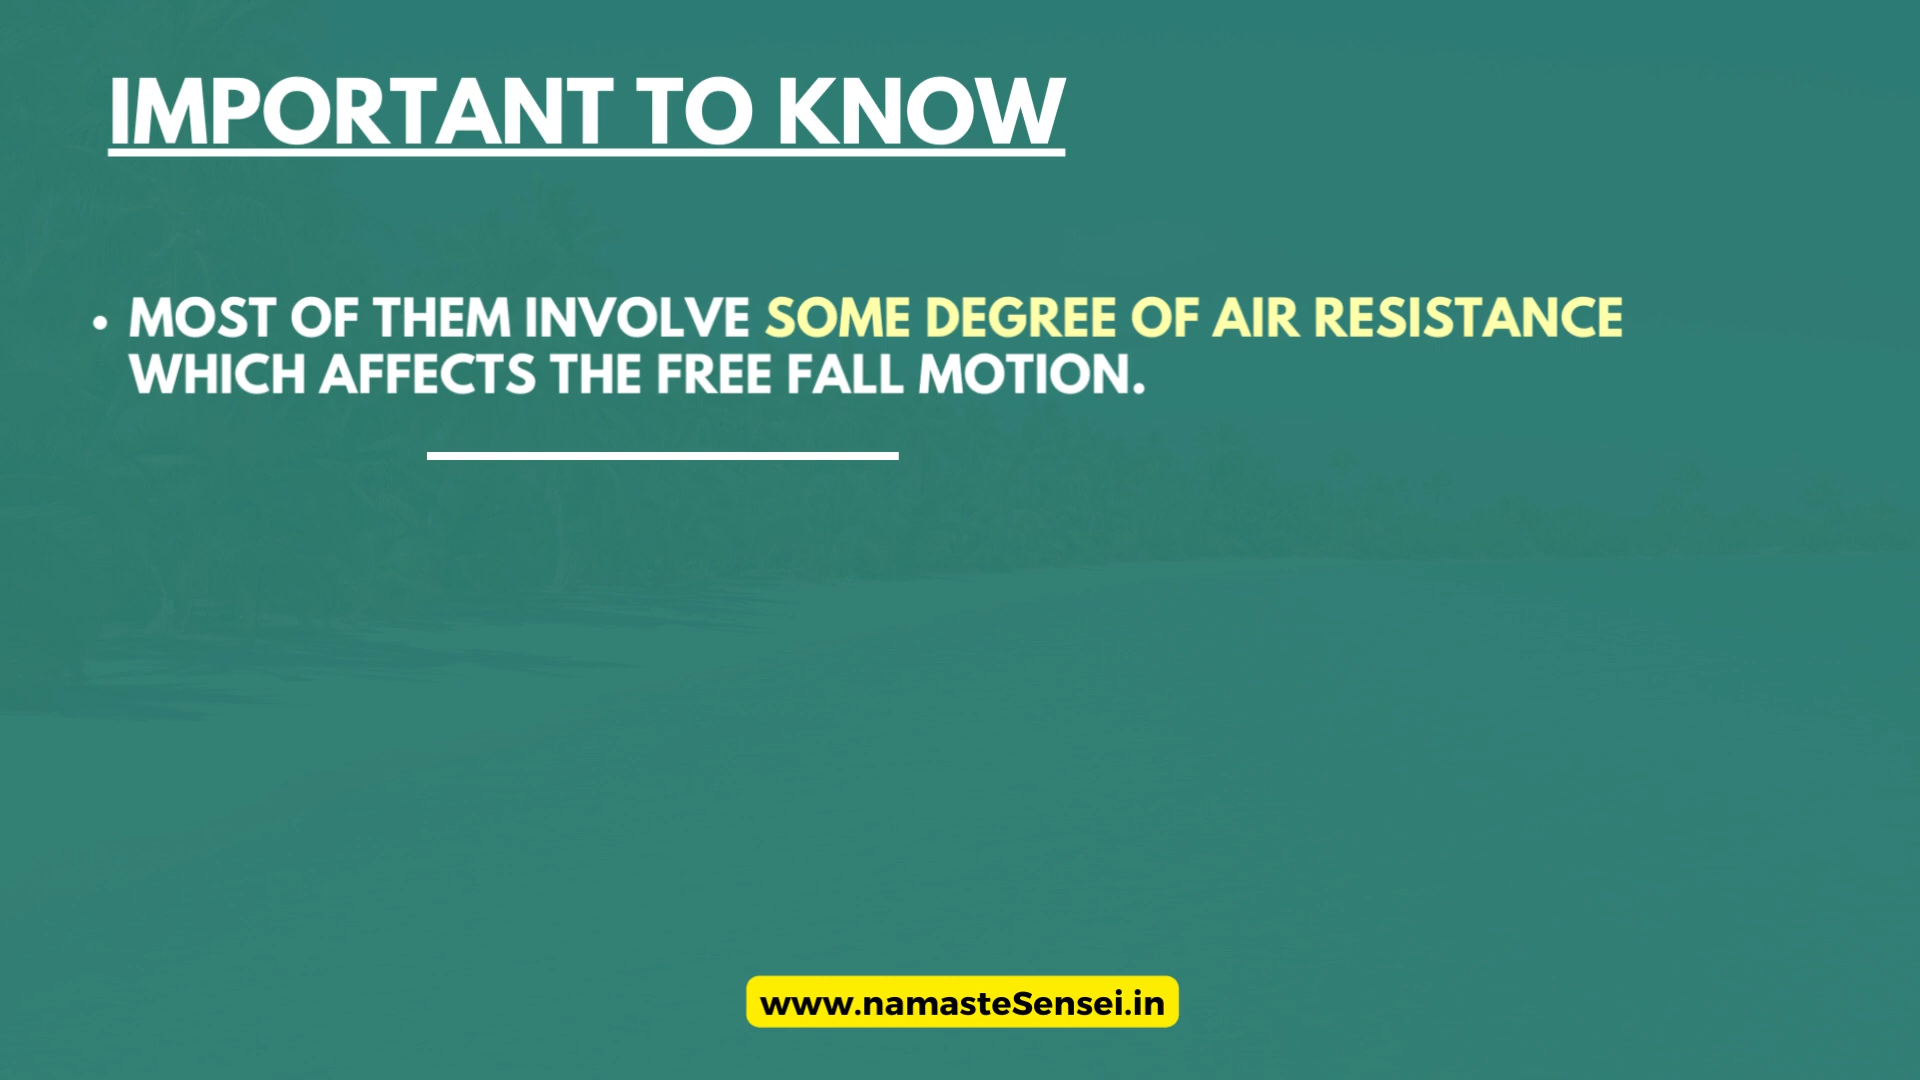 IMPORTANT TO KNOW
• MOST OF THEM INVOLVE SOME DEGREE OF AIR RESISTANCE
WHICH AFFECTS THE FREE FALL MOTION.
www.namasteSensei.in